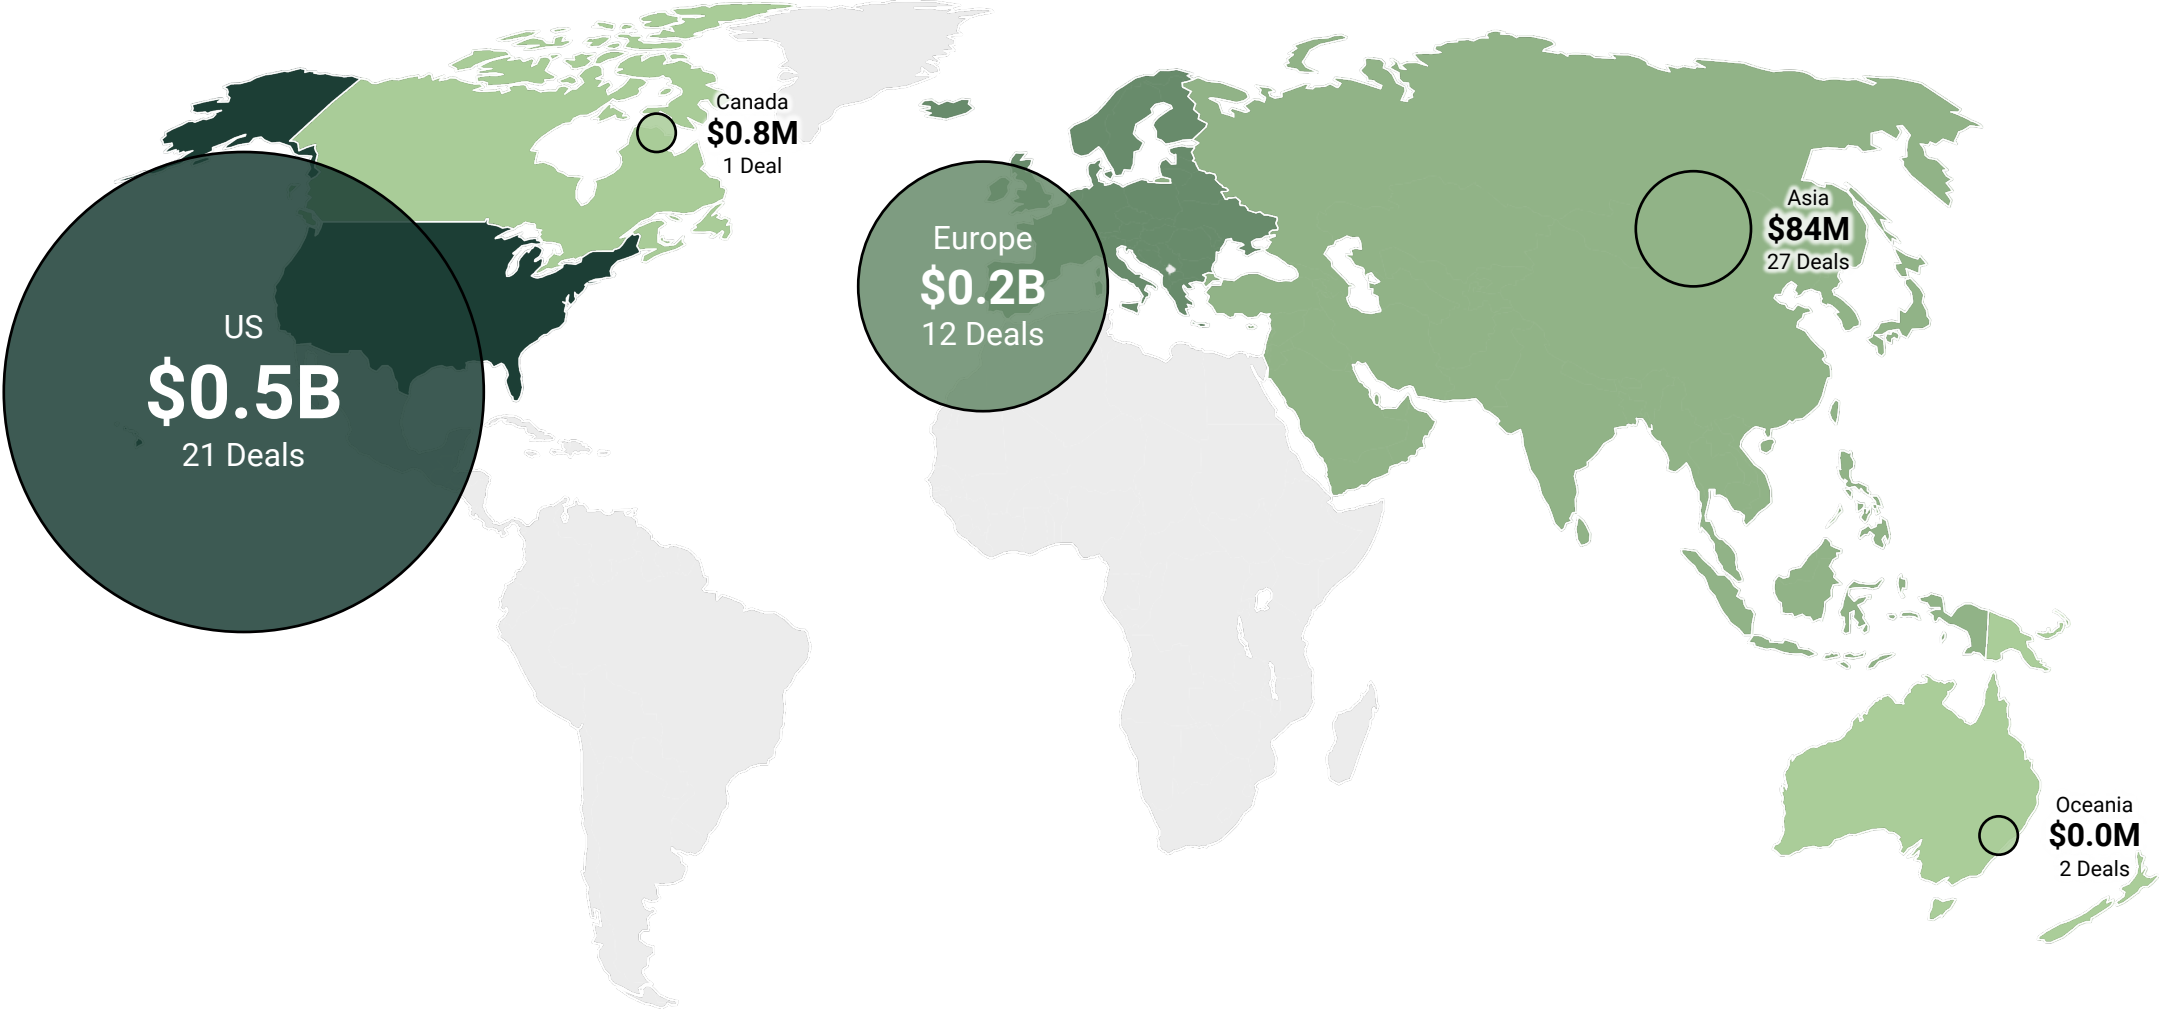 Canada
$0.8M
1 Deal
US
$0.5B
21 Deals
Europe
$0.2B
12 Deals
Asia
$84M
27 Deals
Oceania
$0.0M
2 Deals